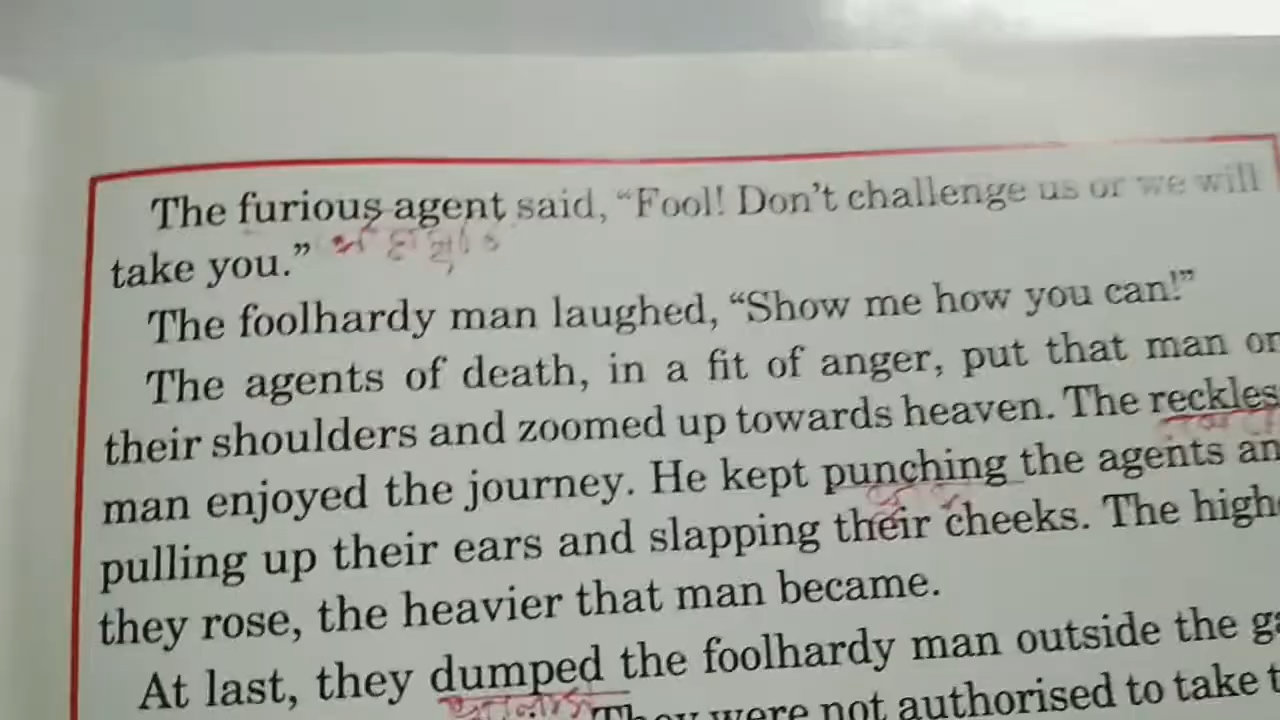 The furious agent said, “Fool! Don’t challenge us or we will
take you.”
The foolhardy man laughed, “Show me how you can!”
The agents of death, in a fit of anger, put that man
their shoulders and zoomed up towards heaven. The
man enjoyed the journey. He kept punching the agents
pulling up their ears and slapping their cheeks. The
they rose, the heavier that man became.
At last, they dumped the foolhardy man outside the
They were not authorised to take